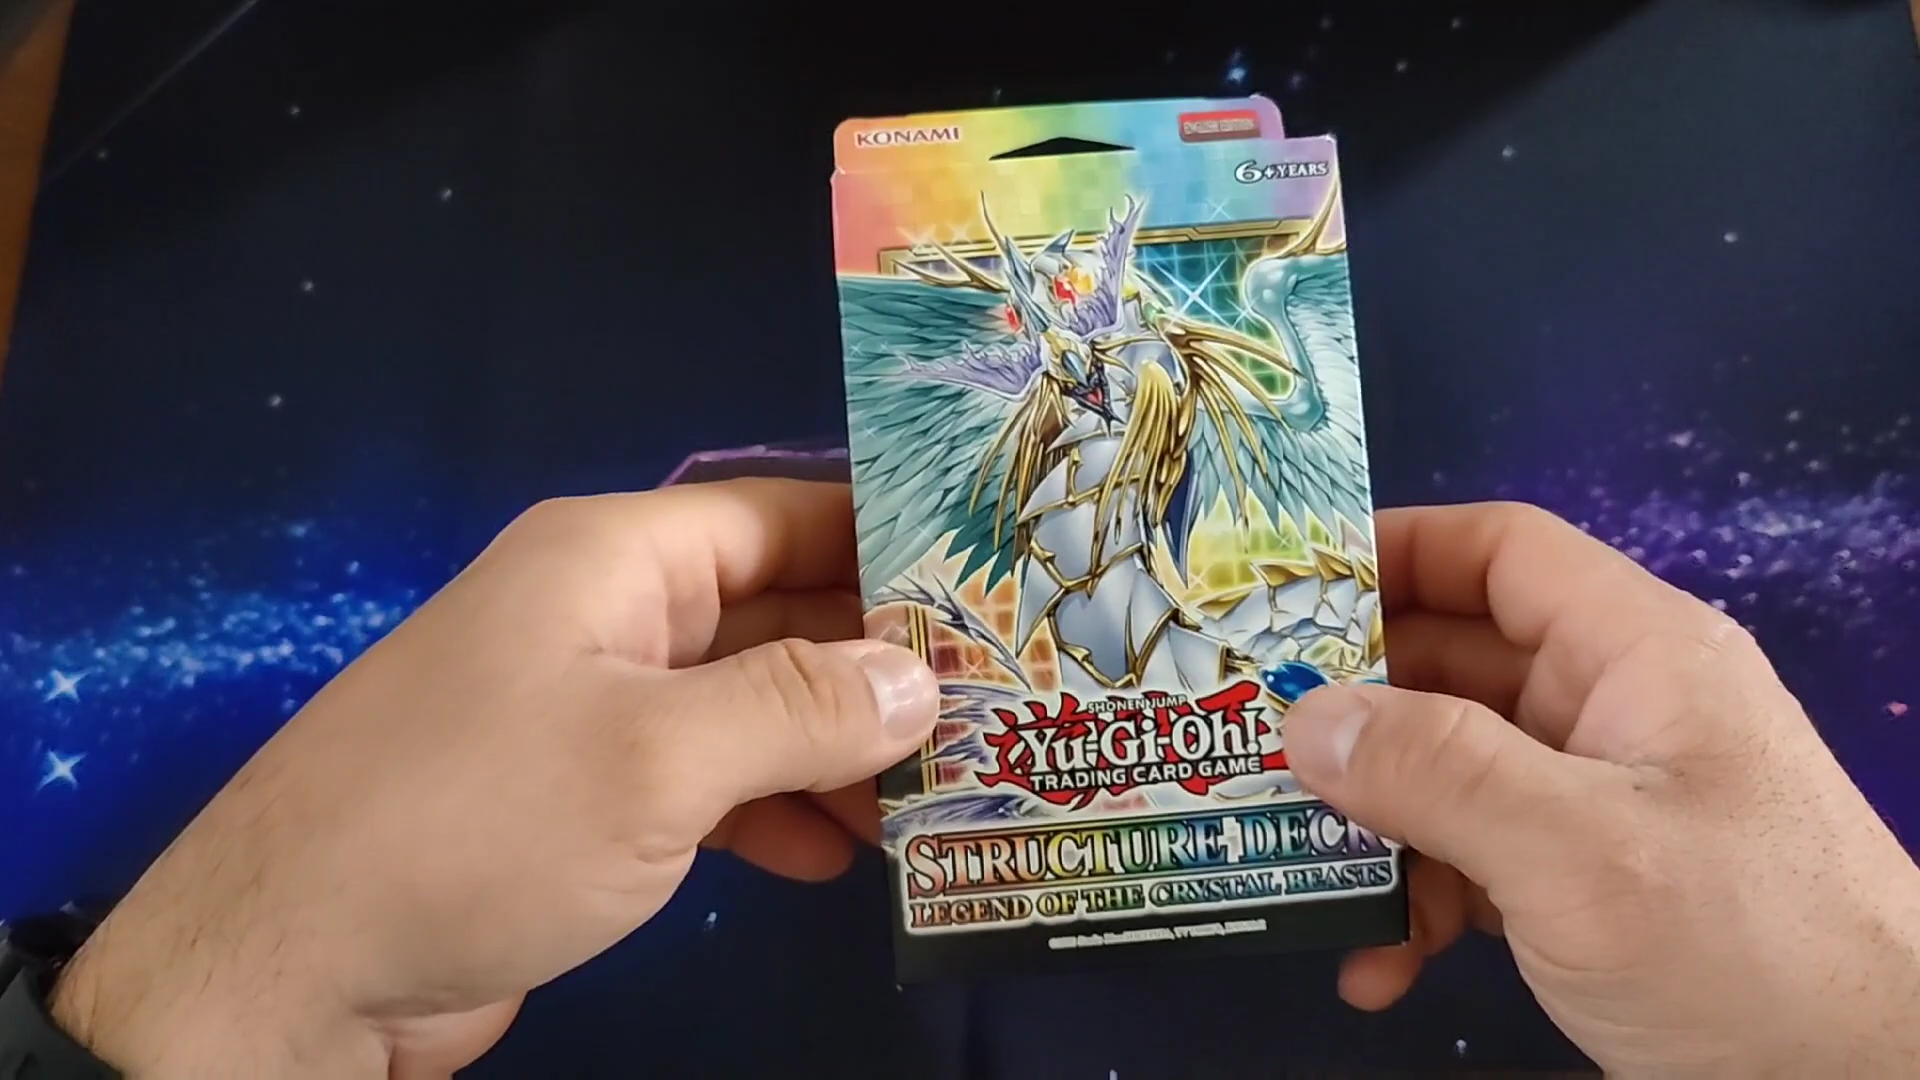 KONAMI
6+ YEARS
SHONEN JUMP
Yu-Gi-Oh!
TRADING CARD GAME
STRUCTURE DECK
LEGEND OF THE CRYSTAL BEASTS